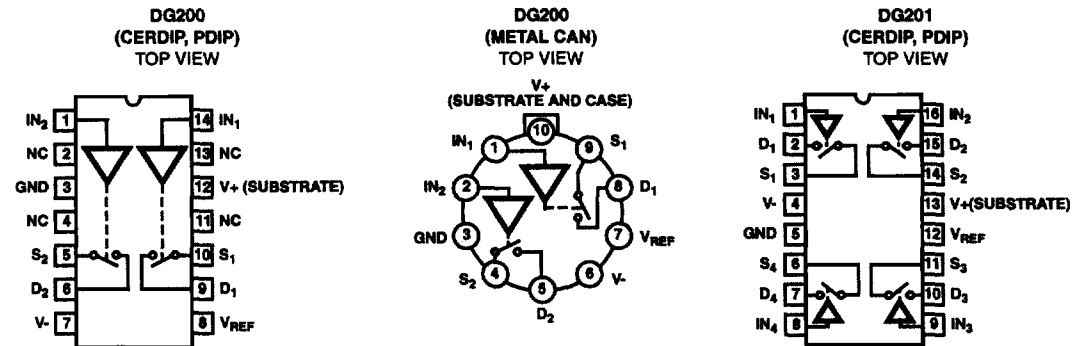 DG200
(CERDIP, PDIP)
TOP VIEW
IN2 1
14 IN1
NC 2
13 NC
GND 3
12 V+ (SUBSTRATE)
NC 4
11 NC
S2 5
10 S1
D2 6
9 D1
V- 7
8 VREF
DG200
(METAL CAN)
TOP VIEW
V+
(SUBSTRATE AND CASE)
10
IN1 1
9 S1
IN2 2
8 D1
GND 3
7 VREF
S2 4
6 V-
5
D2
DG201
(CERDIP, PDIP)
TOP VIEW
IN1 1
16 IN2
D1 2
15 D2
S1 3
14 S2
V- 4
13 V+(SUBSTRATE)
GND 5
12 VREF
S4 6
11 S3
D4 7
10 D3
IN4 8
9 IN3